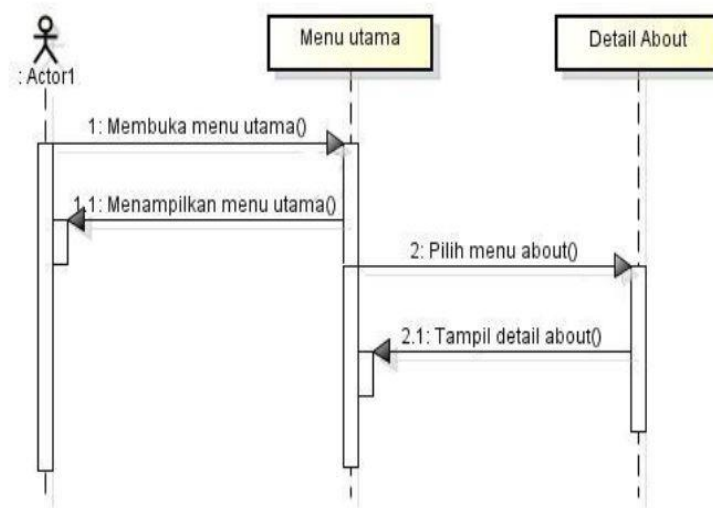 Menu utama
Detail About
: Actor1
1: Membuka menu utama()
1.1: Menampilkan menu utama()
2: Pilih menu about()
2.1: Tampil detail about()